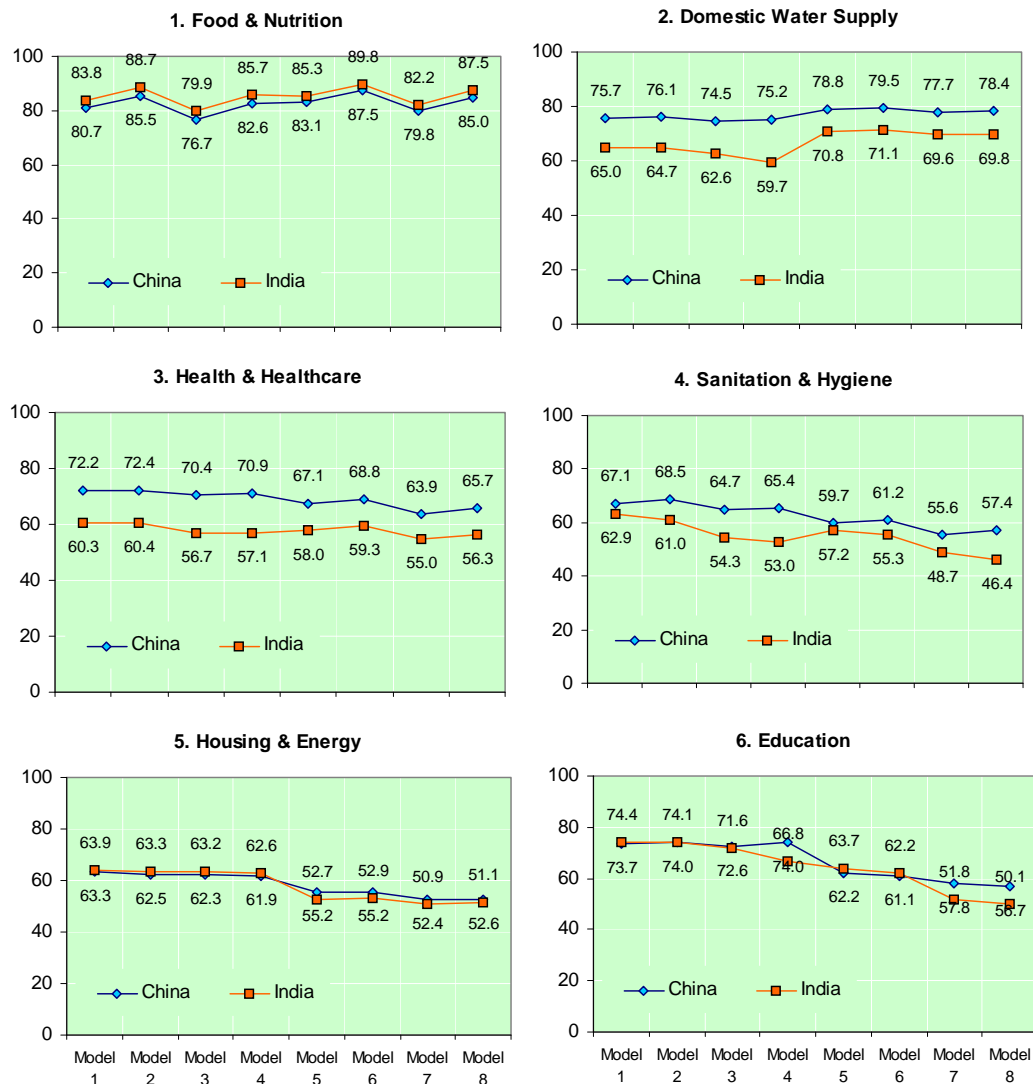 1. Food & Nutrition
100
80
60
40
20
0
83.8 88.7 79.9 85.7 85.3 89.8 82.2 87.5
80.7 85.5 76.7 82.6 83.1 87.5 79.8 85.0
China India
2. Domestic Water Supply
100
80
60
40
20
0
75.7 76.1 74.5 75.2 78.8 79.5 77.7 78.4
65.0 64.7 62.6 59.7 70.8 71.1 69.6 69.8
China India
3. Health & Healthcare
100
80
60
40
20
0
72.2 72.4 70.4 70.9 67.1 68.8 63.9 65.7
60.3 60.4 56.7 57.1 58.0 59.3 55.0 56.3
China India
4. Sanitation & Hygiene
100
80
60
40
20
0
67.1 68.5 64.7 65.4 59.7 61.2 55.6 57.4
62.9 61.0 54.3 53.0 57.2 55.3 48.7 46.4
China India
5. Housing & Energy
100
80
60
40
20
0
63.9 63.3 63.2 62.6 52.7 52.9 50.9 51.1
63.3 62.5 62.3 61.9 55.2 55.2 52.4 52.6
China India
Model Model Model Model Model Model Model Model
1 2 3 4 5 6 7 8
6. Education
100
80
60
40
20
0
74.4 74.1 71.6 66.8 63.7 62.2 51.8 50.1
73.7 74.0 72.6 74.0 62.2 61.1 57.8 56.7
China India
Model Model Model Model Model Model Model Model
1 2 3 4 5 6 7 8